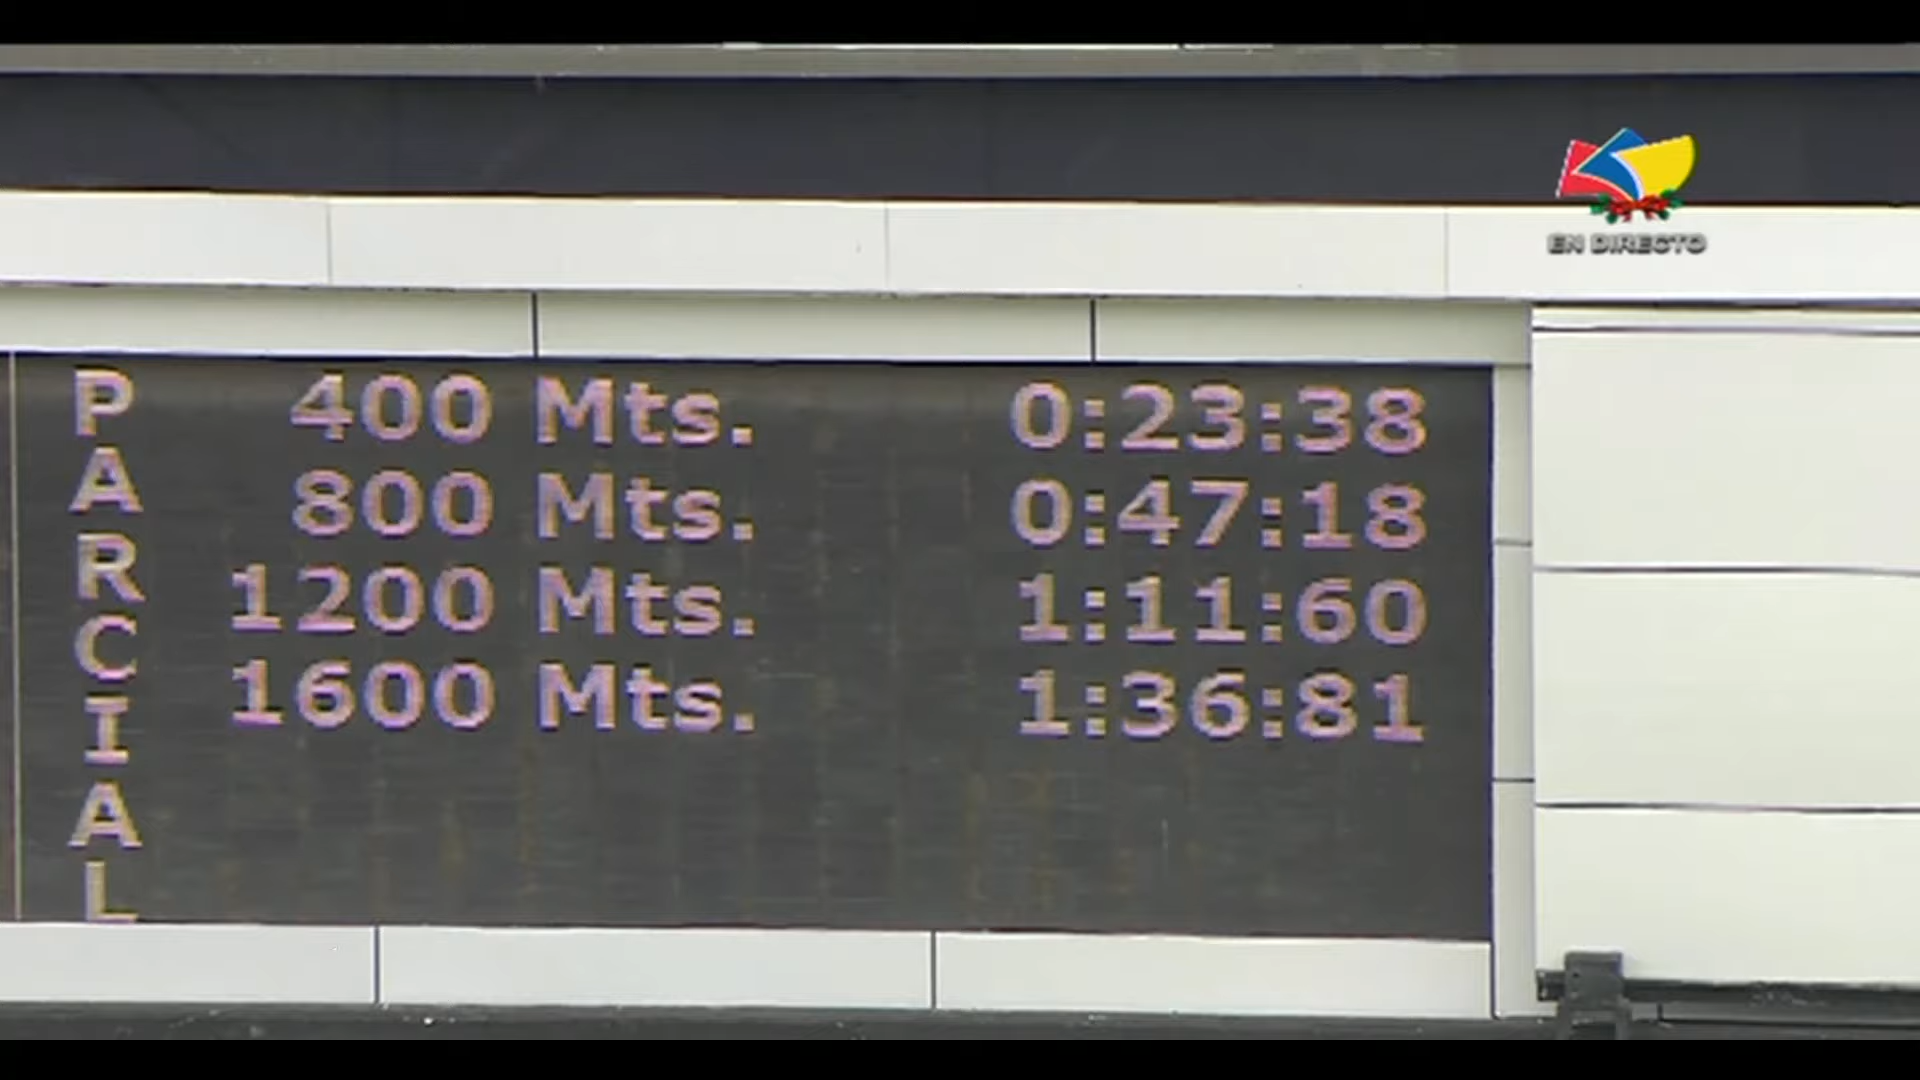 EN DIRECTO
PARCIAL
400 Mts. 0:23:38
800 Mts. 0:47:18
1200 Mts. 1:11:60
1600 Mts. 1:36:81